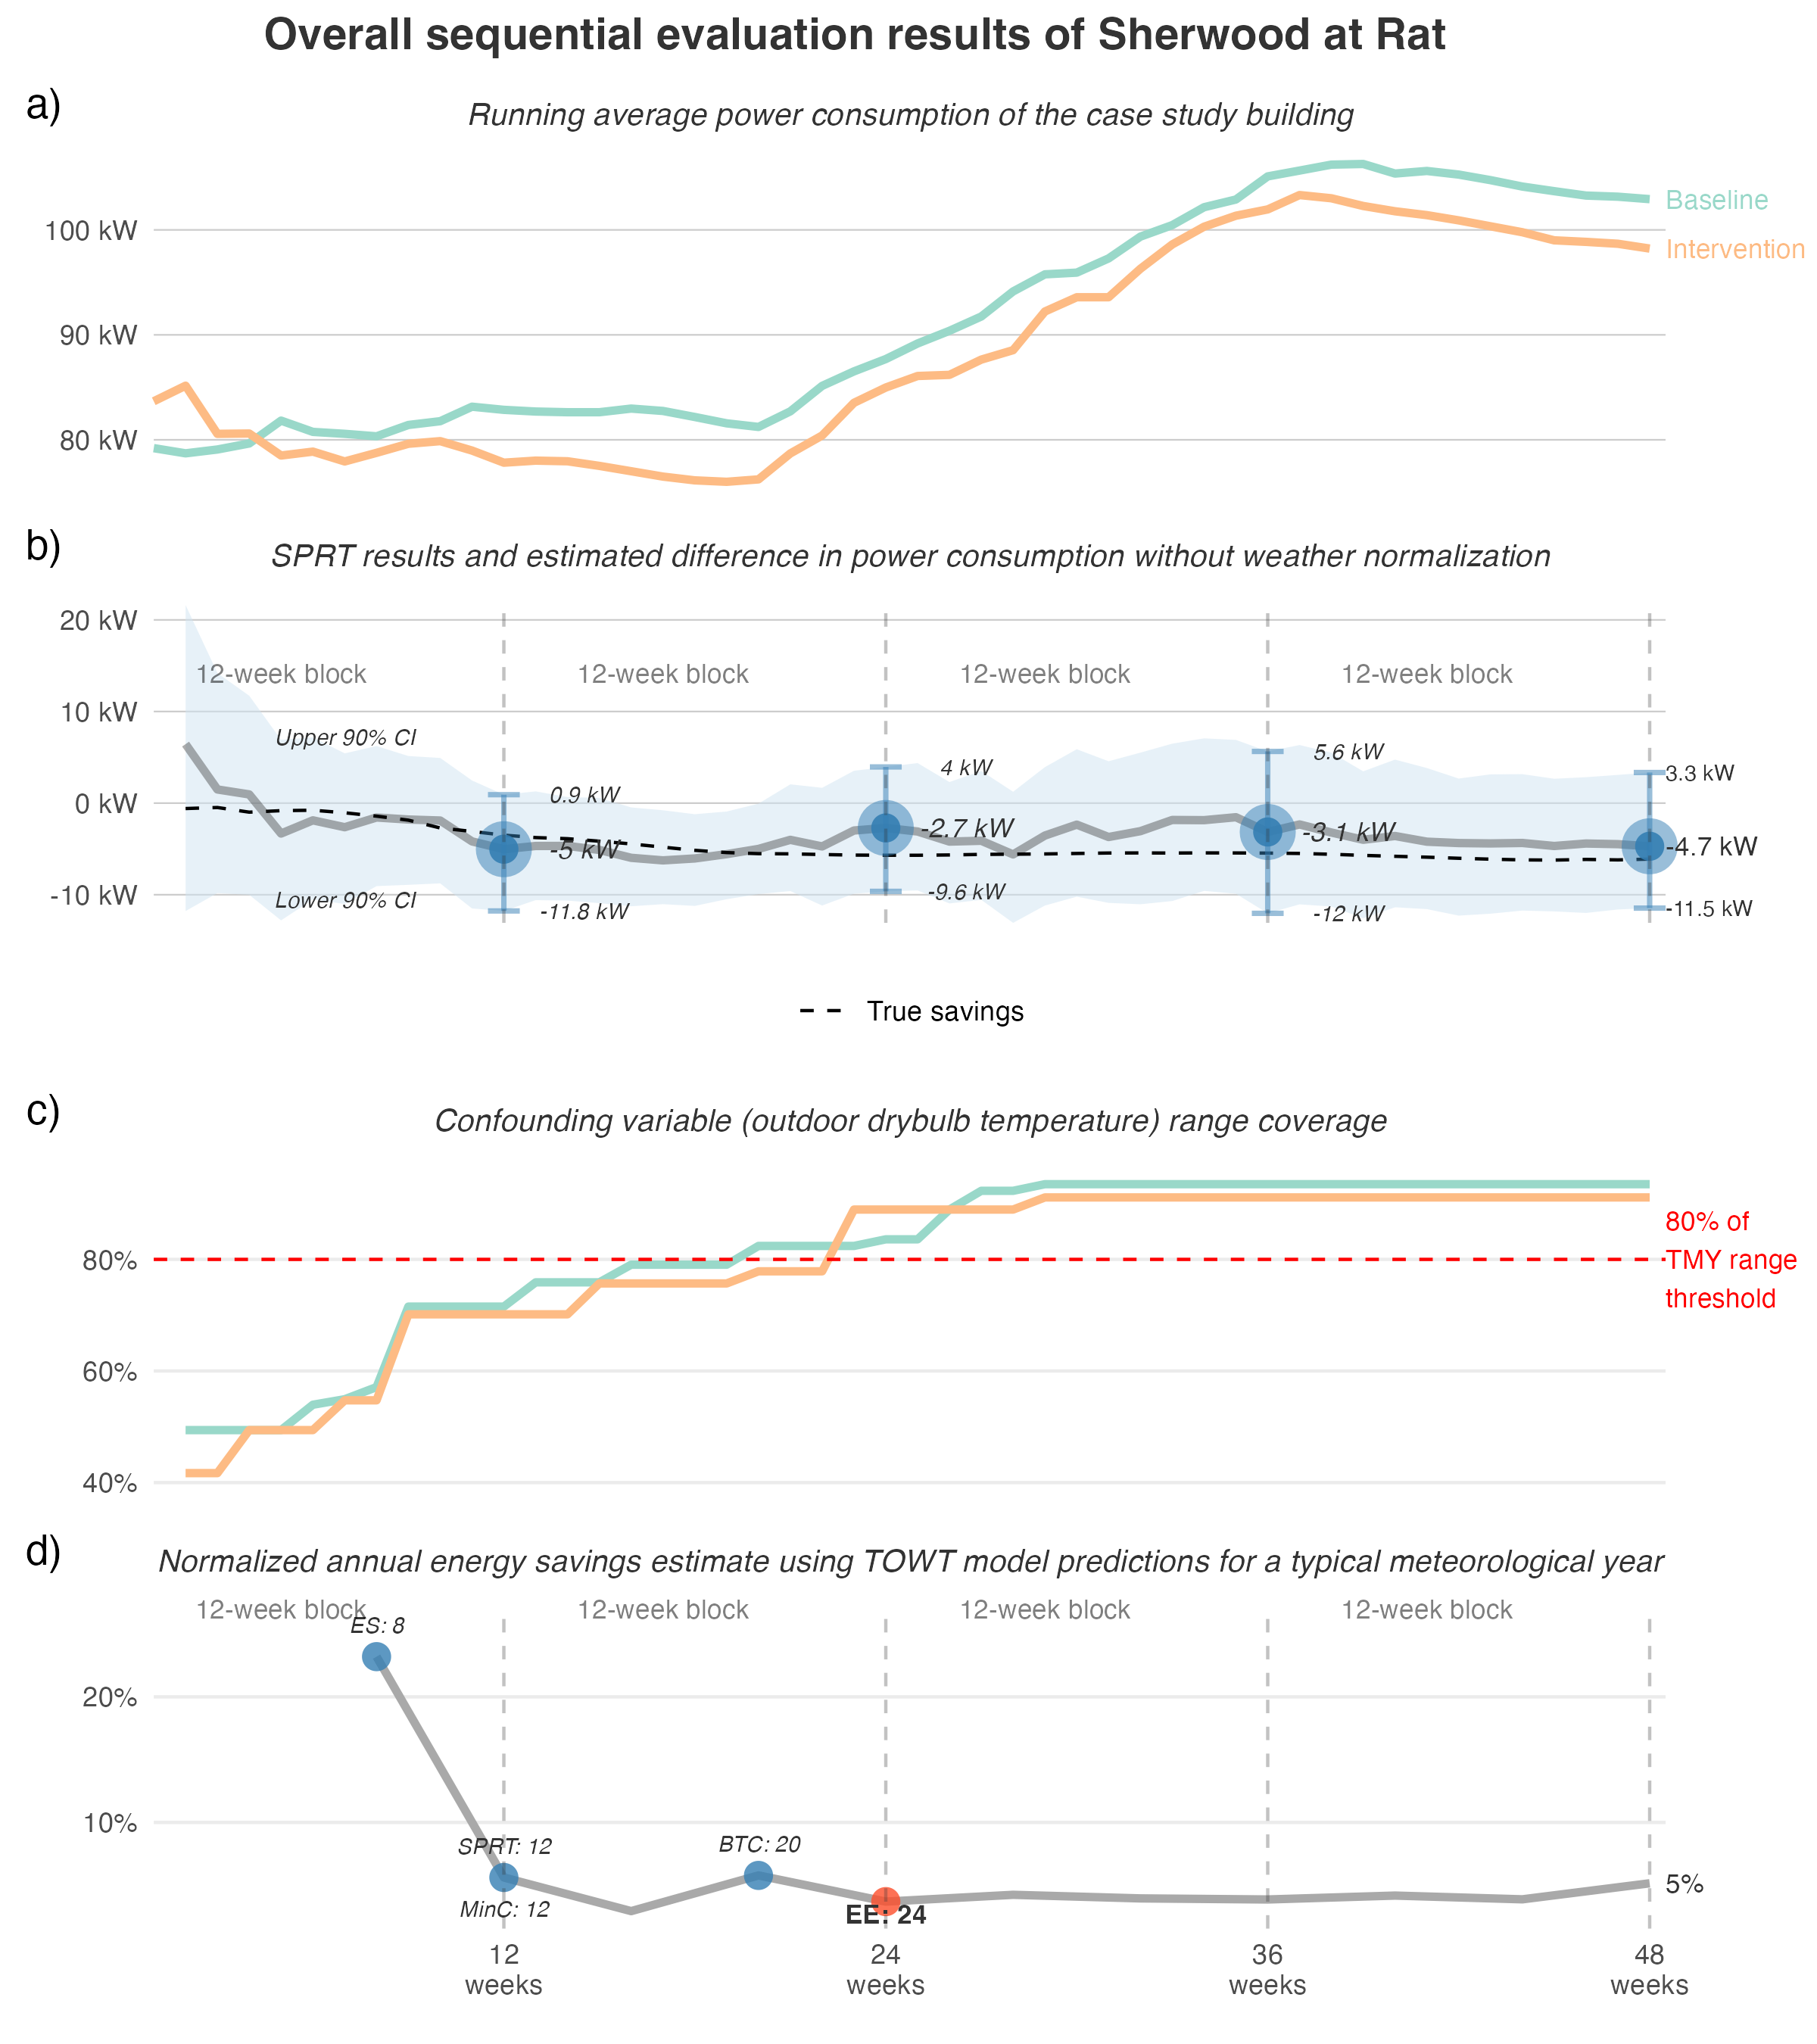 Overall sequential evaluation results of Sherwood at Rat
a)
Running average power consumption of the case study building
100 kW
90 kW
80 kW
Baseline
Intervention
b)
SPRT results and estimated difference in power consumption without weather normalization
20 kW
10 kW
0 kW
-10 kW
12-week block
12-week block
12-week block
12-week block
Upper 90% CI
Lower 90% CI
0.9 kW
-5 kW
-11.8 kW
4 kW
-2.7 kW
-9.6 kW
5.6 kW
-3.1 kW
-12 kW
3.3 kW
-4.7 kW
-11.5 kW
True savings
c)
Confounding variable (outdoor drybulb temperature) range coverage
80%
60%
40%
80% of
TMY range
threshold
d)
Normalized annual energy savings estimate using TOWT model predictions for a typical meteorological year
12-week block
12-week block
12-week block
12-week block
20%
10%
ES: 8
SPRT: 12
MinC: 12
BTC: 20
EE: 24
5%
12
weeks
24
weeks
36
weeks
48
weeks